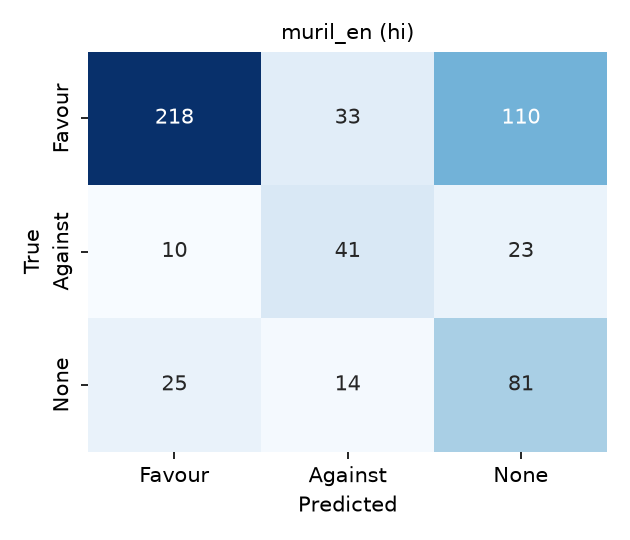 muril_en (hi)
Favour 218 33 110
Against 10 41 23
None 25 14 81
True
Favour Against None
Predicted